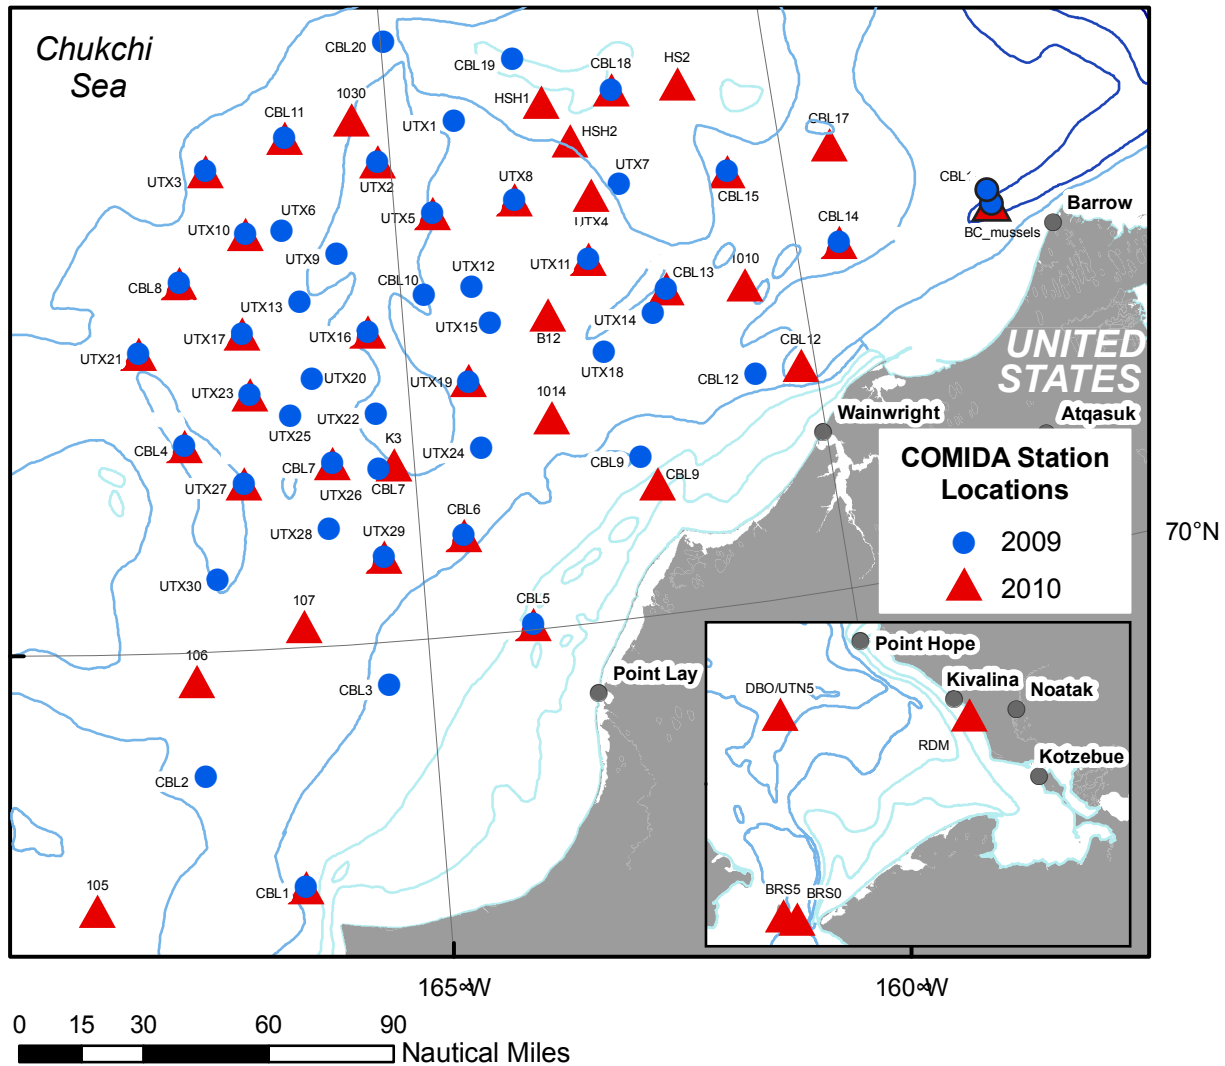 Chukchi
Sea
CBL20
CBL19
CBL18
HS2
HSH1
1030
CBL11
UTX1
HSH2
CBL17
UTX7
UTX3
UTX2
UTX8
CBL15
UTX6
UTX5
UTX4
CBL14
BC_mussels
Barrow
UTX10
UTX9
UTX12
UTX11
CBL13
1010
CBL8
CBL10
UTX13
UTX15
UTX14
B12
UTX17
UTX16
UTX18
CBL12
CBL12
UNITED
STATES
UTX21
UTX20
UTX19
UTX23
1014
Wainwright
Atqasuk
UTX25
UTX22
K3
UTX24
CBL4
CBL7
CBL7
CBL9
CBL9
UTX27
UTX26
CBL6
UTX28
UTX29
UTX30
COMIDA Station
Locations
2009
2010
70°N
107
CBL5
106
CBL3
Point Lay
CBL2
105
CBL1
Point Hope
Kivalina
Noatak
DBO/UTN5
RDM
Kotzebue
BRS5
BRS0
165°W
160°W
0 15 30 60 90
Nautical Miles